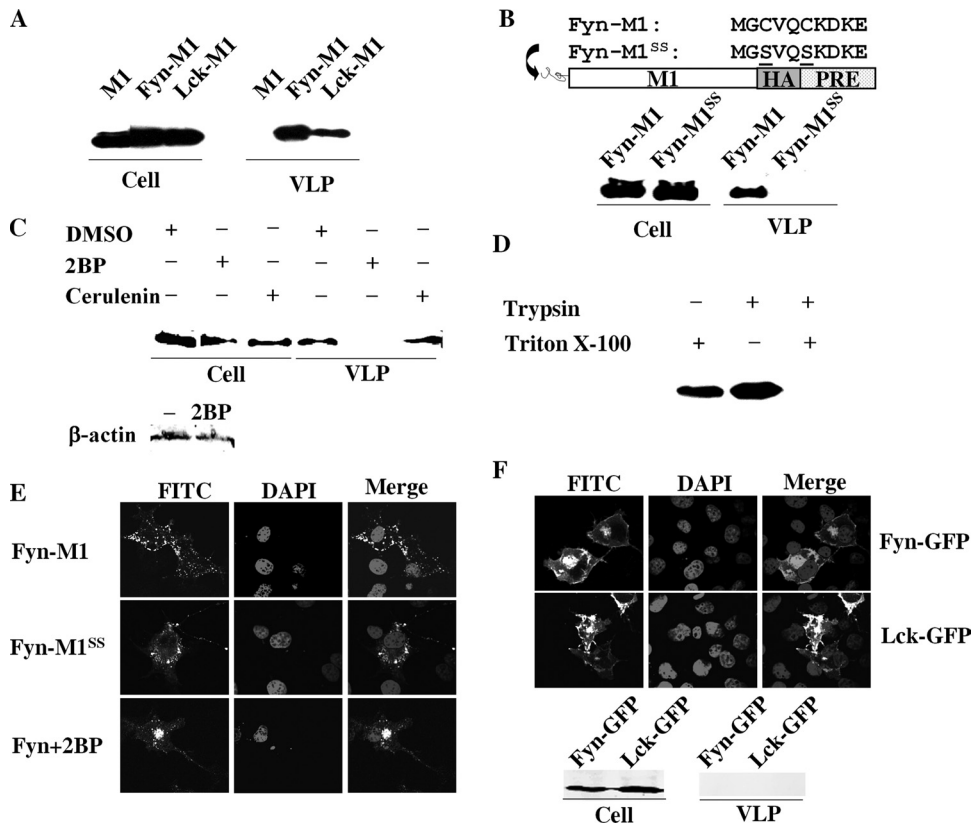 A
M1 Fyn-M1 Lck-M1 M1 Fyn-M1 Lck-M1
Cell VLP
B
Fyn-M1: MGCVQCKDKE
Fyn-M1SS: MGSVQSKDKE
M1 HA PRE
Fyn-M1 Fyn-M1SS Fyn-M1 Fyn-M1SS
Cell VLP
C
DMSO + – – + – –
2BP – + – – + –
Cerulenin – – + – – +
Cell VLP
– 2BP
β-actin
D
Trypsin – + +
Triton X-100 + – +
E
FITC DAPI Merge
Fyn-M1
Fyn-M1SS
Fyn+2BP
F
FITC DAPI Merge
Fyn-GFP
Lck-GFP
Fyn-GFP Lck-GFP Fyn-GFP Lck-GFP
Cell VLP